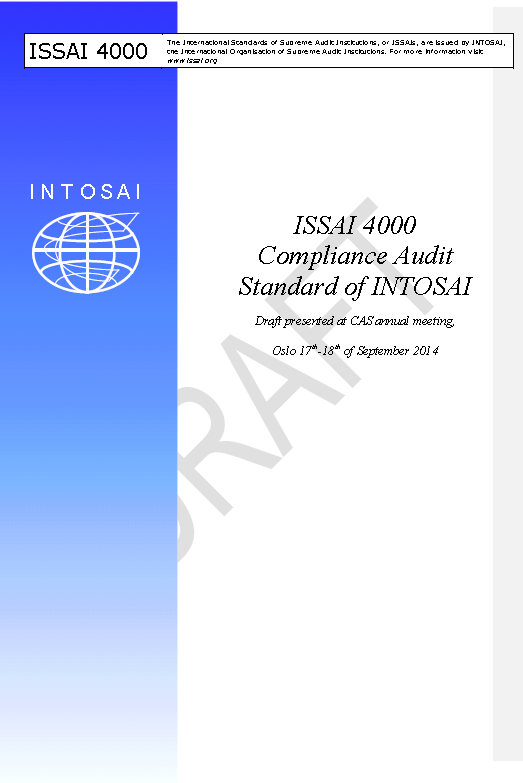 ISSAI 4000
The International Standards of Supreme Audit Institutions, or ISSAIs, are issued by INTOSAI,
the International Organisation of Supreme Audit Institutions. For more information visit
www.issai.org
INTOSAI
ISSAI 4000
Compliance Audit
Standard of INTOSAI
Draft presented at CAS annual meeting,
Oslo 17th-18th of September 2014
DRAFT